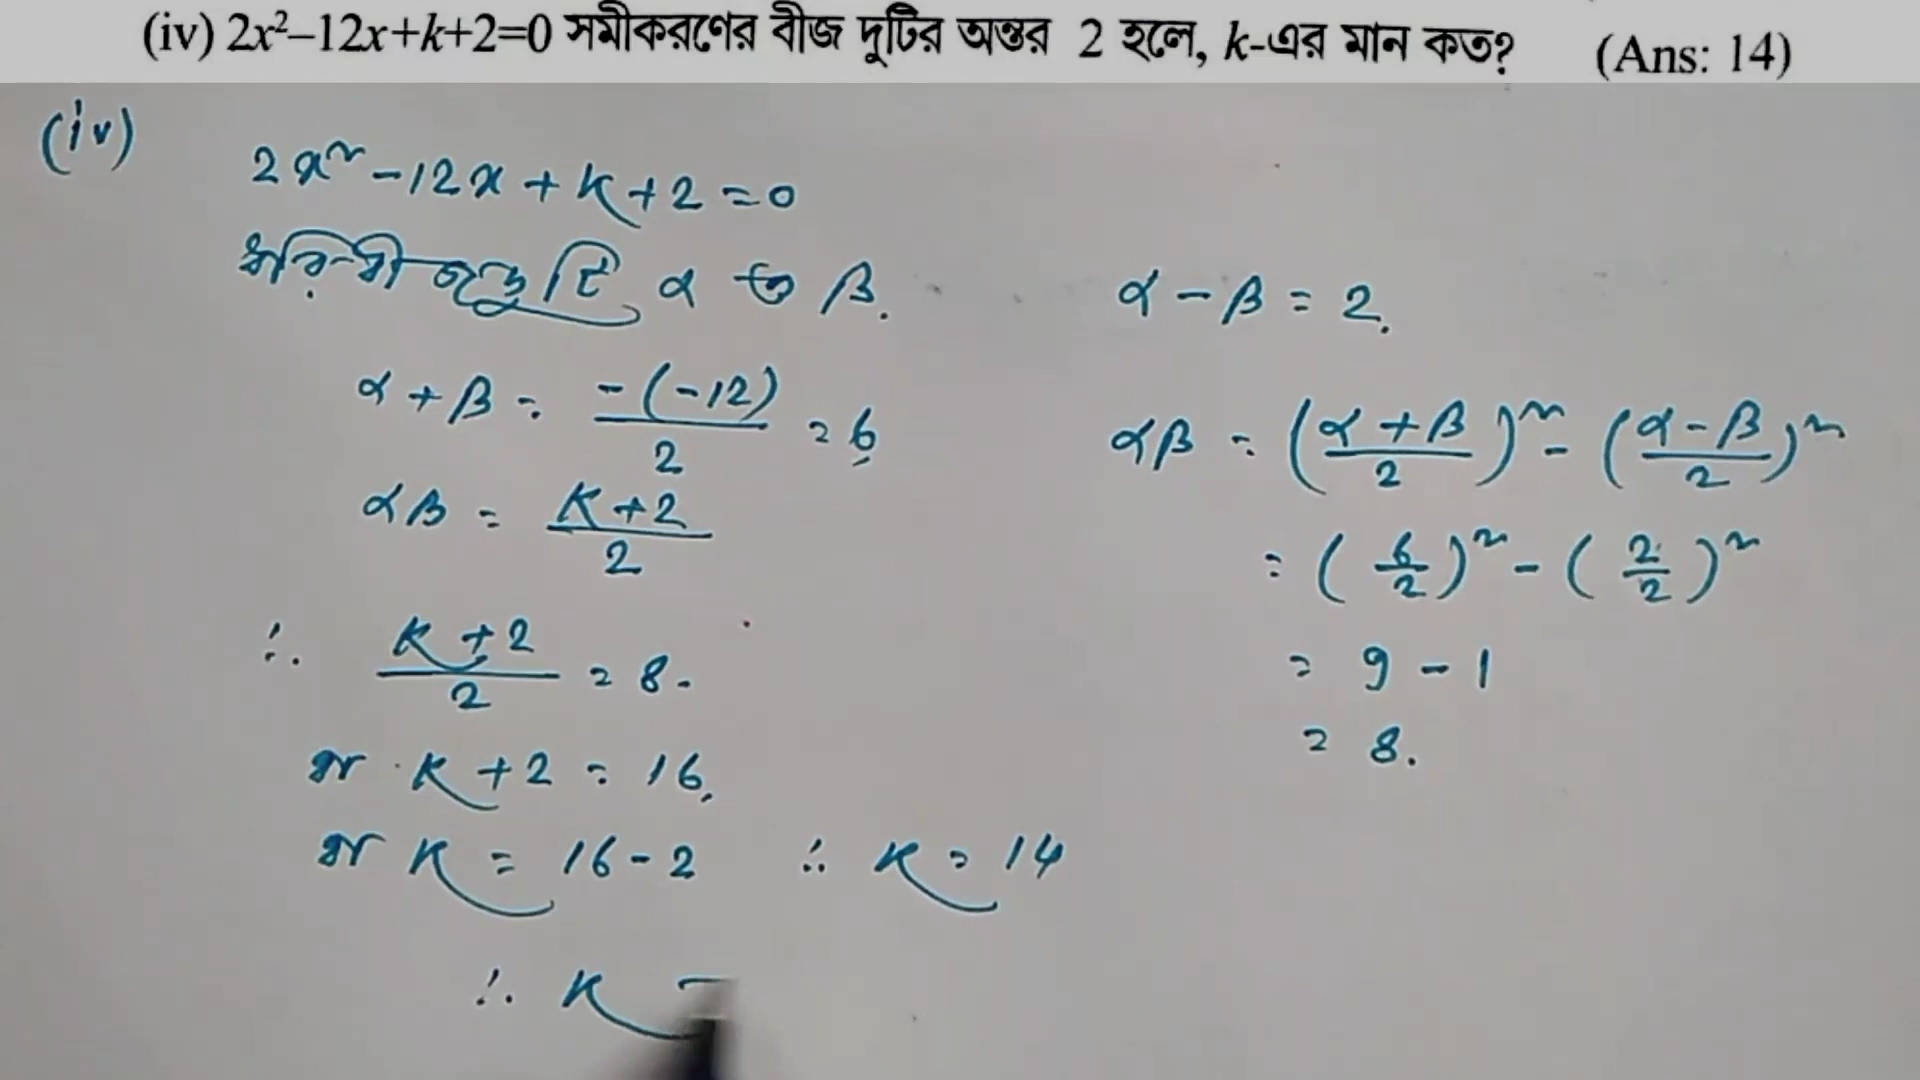 (iv) 2x²–12x+k+2=0 সমীকরণের বীজ দুটির অন্তর 2 হলে, k-এর মান কত? (Ans: 14)
(iv)
2x² - 12x + k + 2 = 0
ধরি বীজদুটি α ও β.
α + β = -(-12)/2 = 6
αβ = k+2/2
∴ k+2/2 = 8.
বা k + 2 = 16,
বা k = 16 - 2 ∴ k = 14
∴ k
α - β = 2.
αβ = (α+β/2)² - (α-β/2)²
= (6/2)² - (2/2)²
= 9 - 1
= 8.